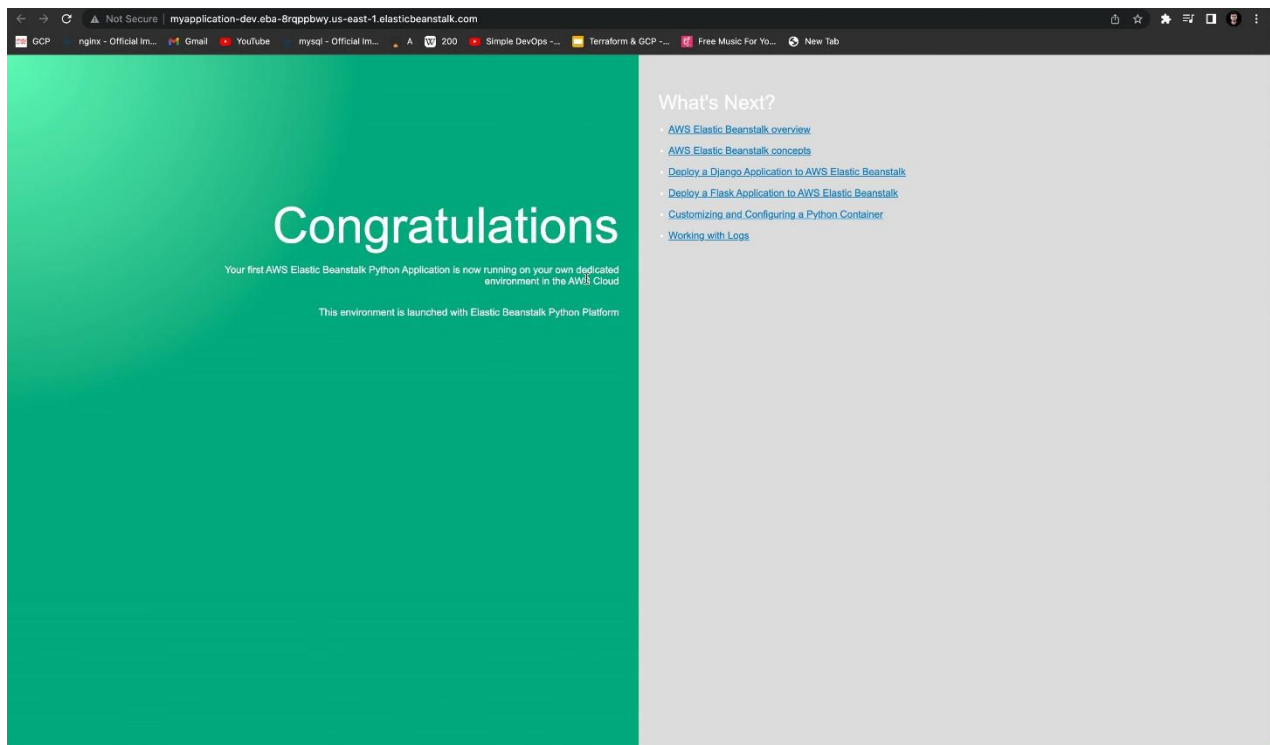 Not Secure | myapplication-dev.eba-8rqppbwy.us-east-1.elasticbeanstalk.com
GCP nginx - Official Im... Gmail YouTube mysql - Official Im... A W 200 Simple DevOps -... Terraform & GCP -... Free Music For Yo... New Tab
Congratulations
Your first AWS Elastic Beanstalk Python Application is now running on your own dedicated
environment in the AWS Cloud
This environment is launched with Elastic Beanstalk Python Platform
What's Next?
AWS Elastic Beanstalk overview
AWS Elastic Beanstalk concepts
Deploy a Django Application to AWS Elastic Beanstalk
Deploy a Flask Application to AWS Elastic Beanstalk
Customizing and Configuring a Python Container
Working with Logs